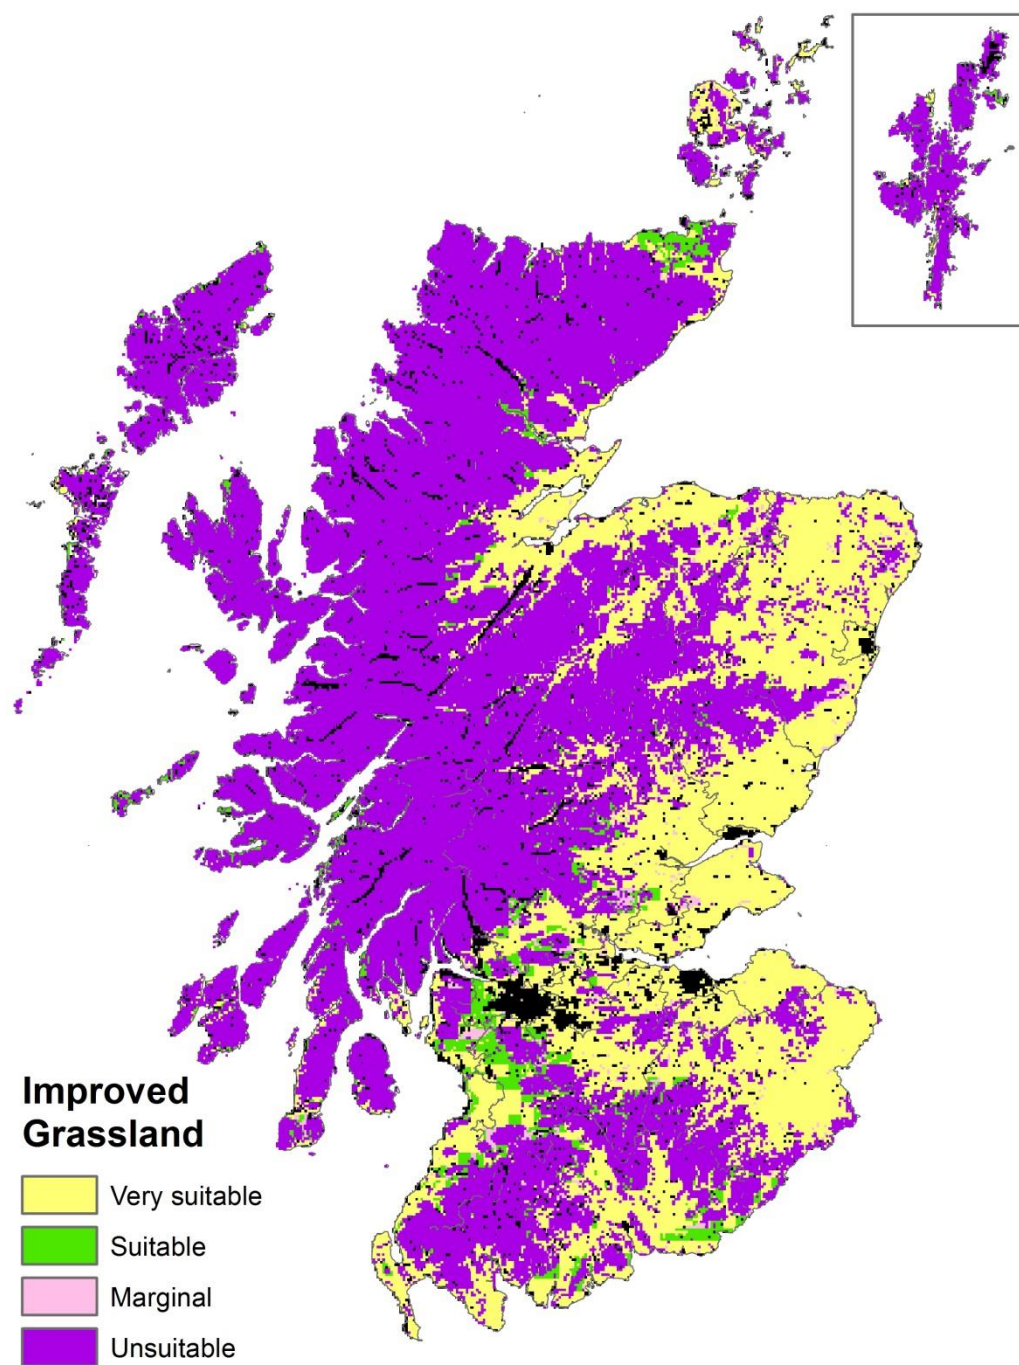 Improved
Grassland
Very suitable
Suitable
Marginal
Unsuitable